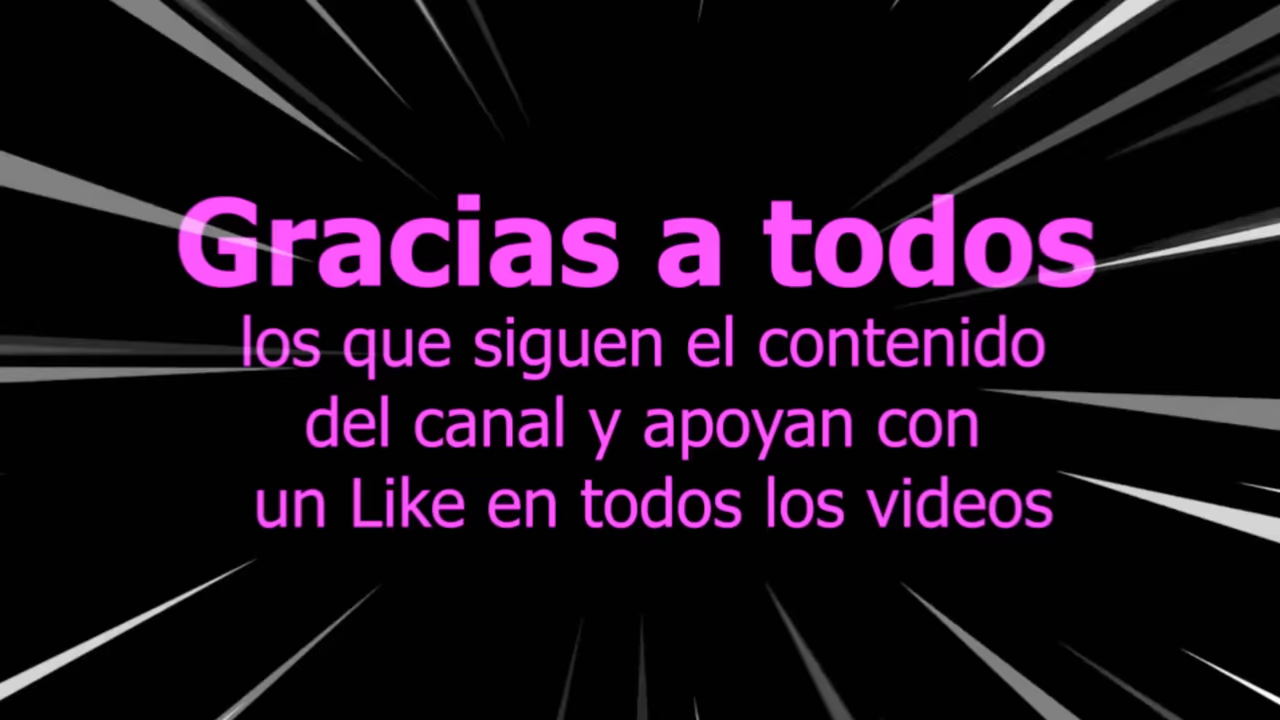 Gracias a todos
los que siguen el contenido
del canal y apoyan con
un Like en todos los videos